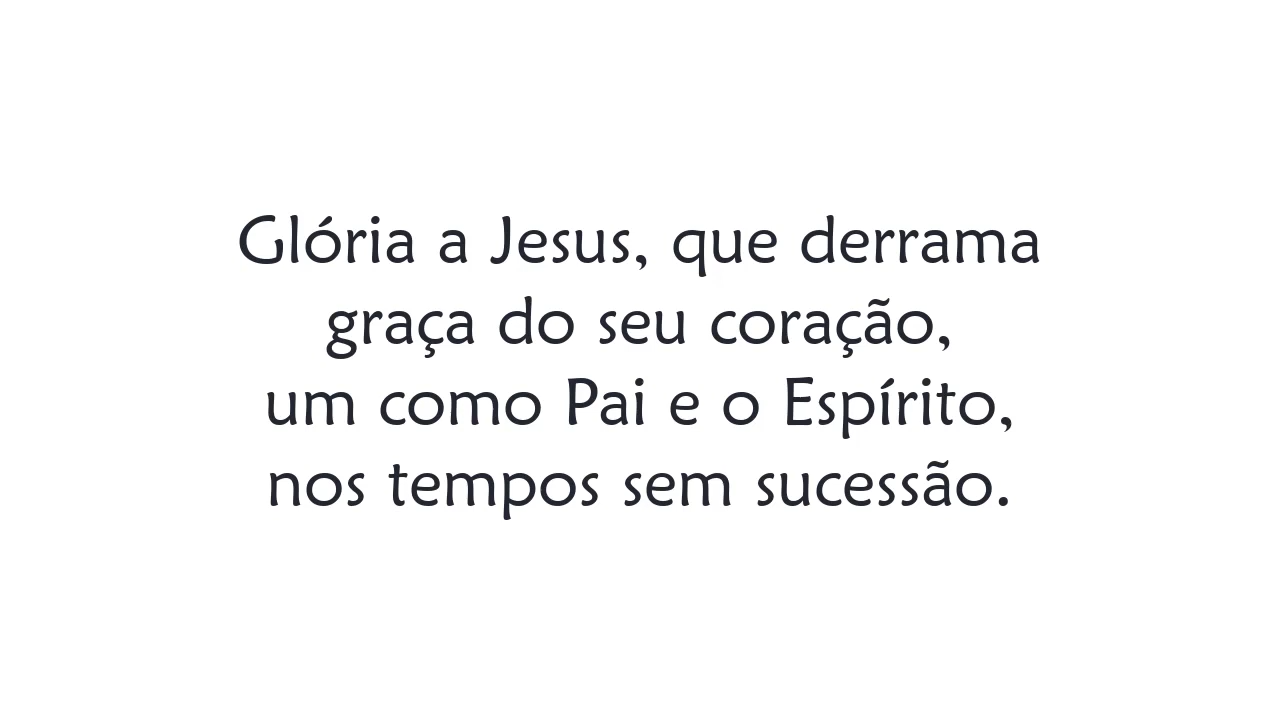 Glória a Jesus, que derrama
graça do seu coração,
um como Pai e o Espírito,
nos tempos sem sucessão.